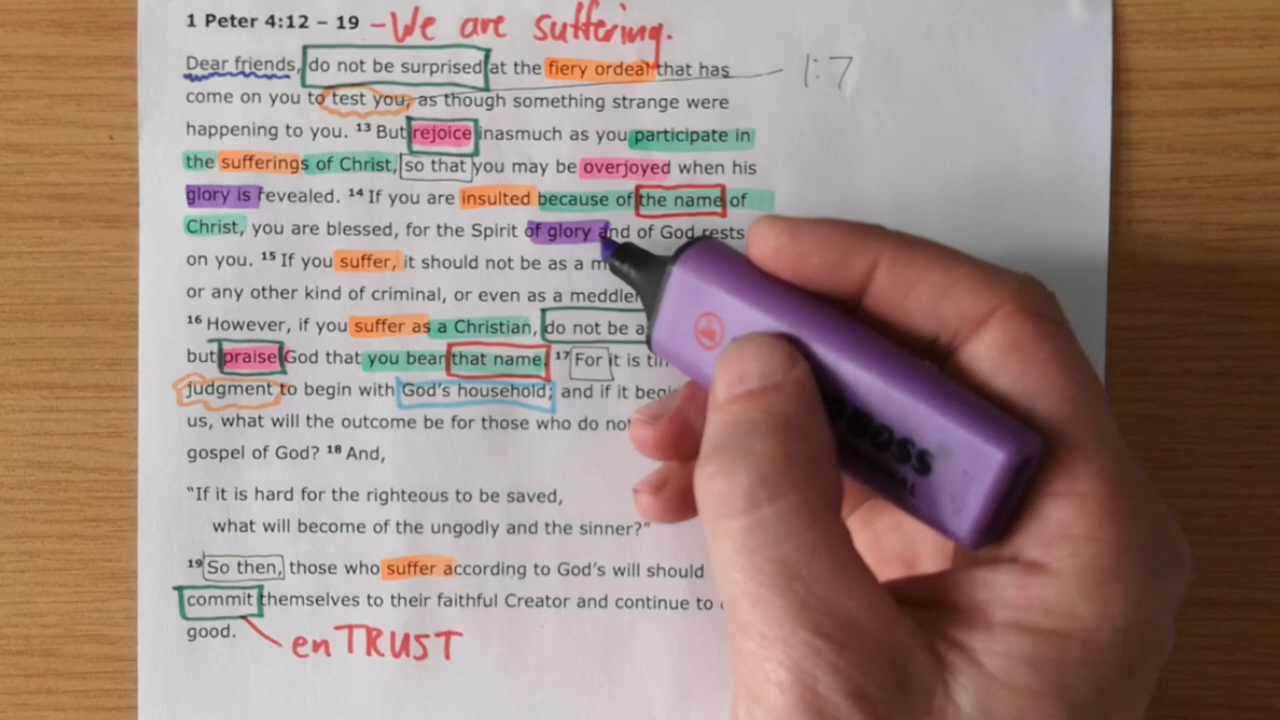 1 Peter 4:12 – 19 – We are suffering.
Dear friends, do not be surprised at the fiery ordeal that has 1:7
come on you to test you, as though something strange were
happening to you. 13 But rejoice inasmuch as you participate in
the sufferings of Christ, so that you may be overjoyed when his
glory is revealed. 14 If you are insulted because of the name of
Christ, you are blessed, for the Spirit of glory and of God rests
on you. 15 If you suffer, it should not be as a m
or any other kind of criminal, or even as a meddler
16 However, if you suffer as a Christian, do not be a
but praise God that you bear that name. 17 For it is
judgment to begin with God's household; and if it
us, what will the outcome be for those who do
gospel of God? 18 And,
"If it is hard for the righteous to be saved,
what will become of the ungodly and the sinner?"
19 So then, those who suffer according to God's will should
commit themselves to their faithful Creator and continue to
good.
enTRUST
BOSS